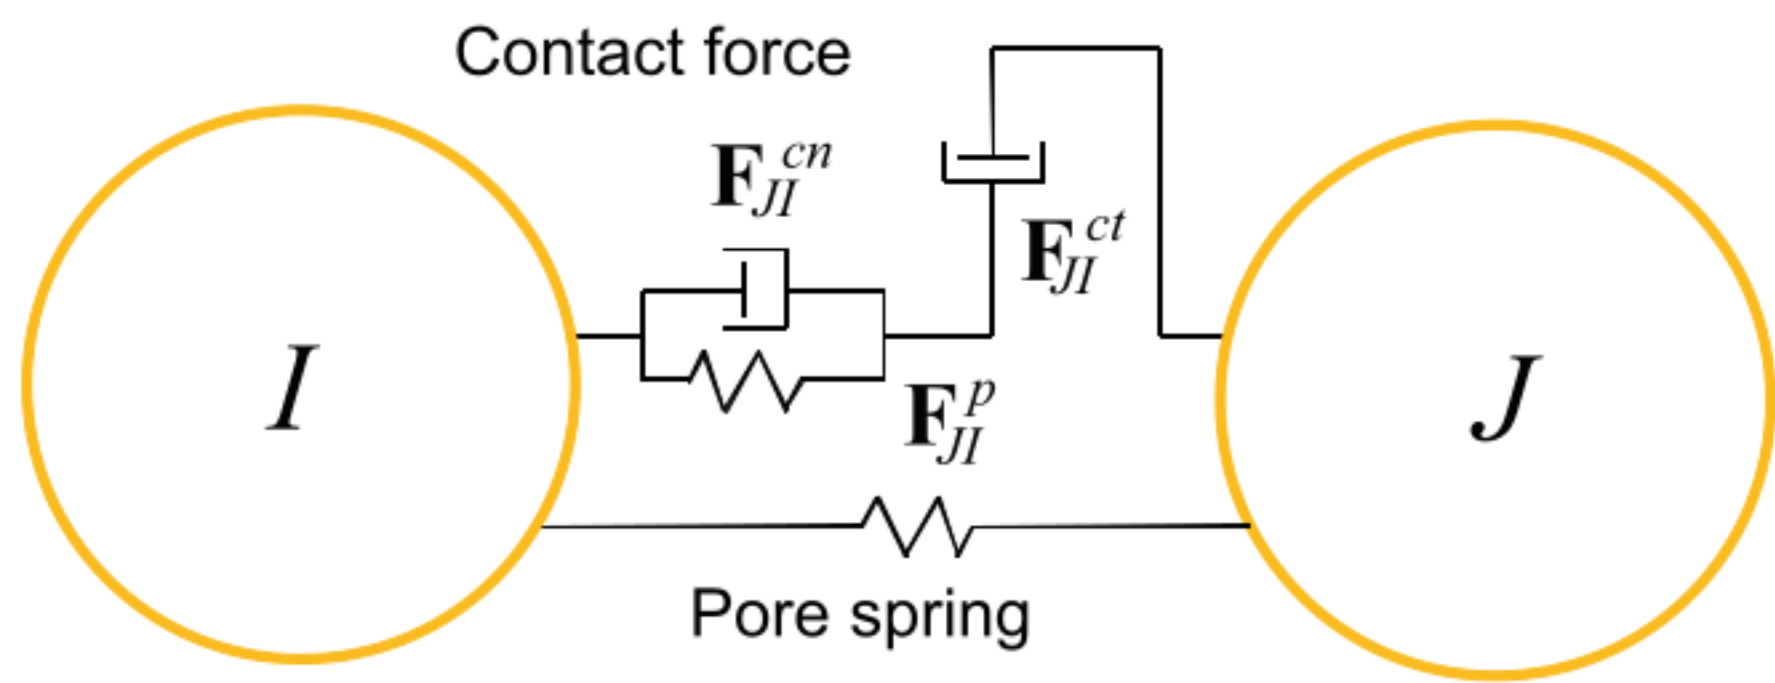 Contact force
F_{JI}^{cn}
F_{JI}^{ct}
I
J
F_{JI}^{p}
Pore spring